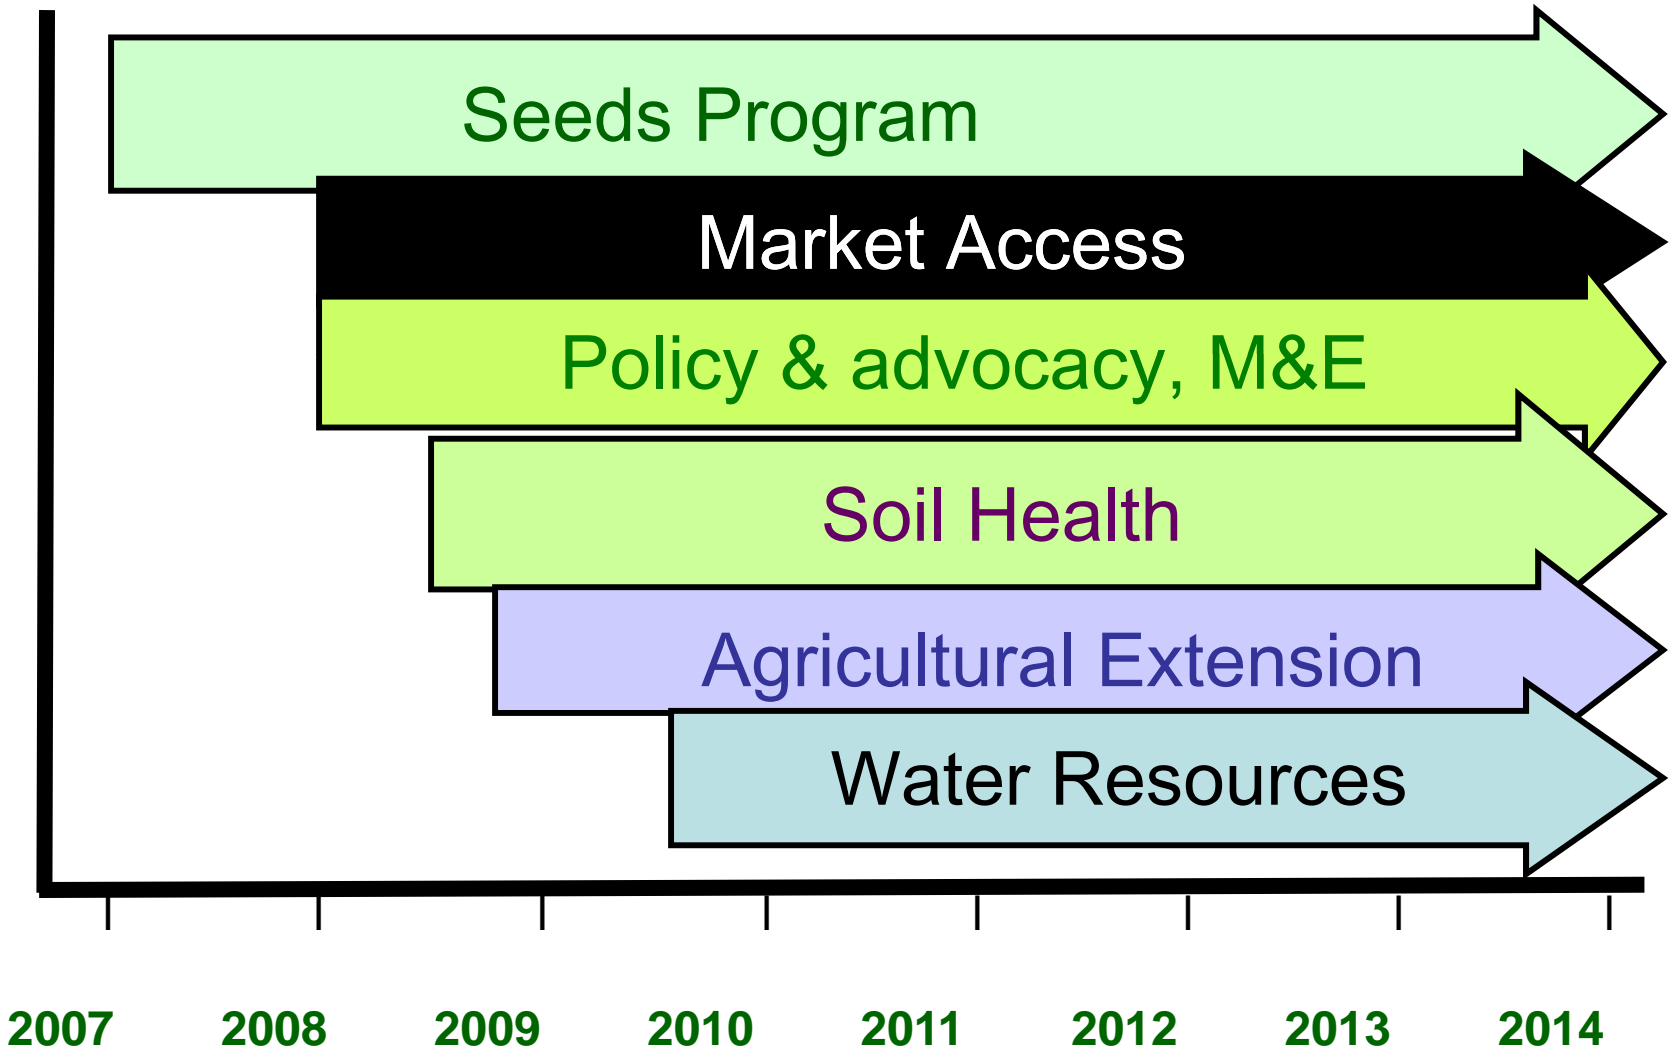 Seeds Program
Market Access
Policy & advocacy, M&E
Soil Health
Agricultural Extension
Water Resources
2007 2008 2009 2010 2011 2012 2013 2014